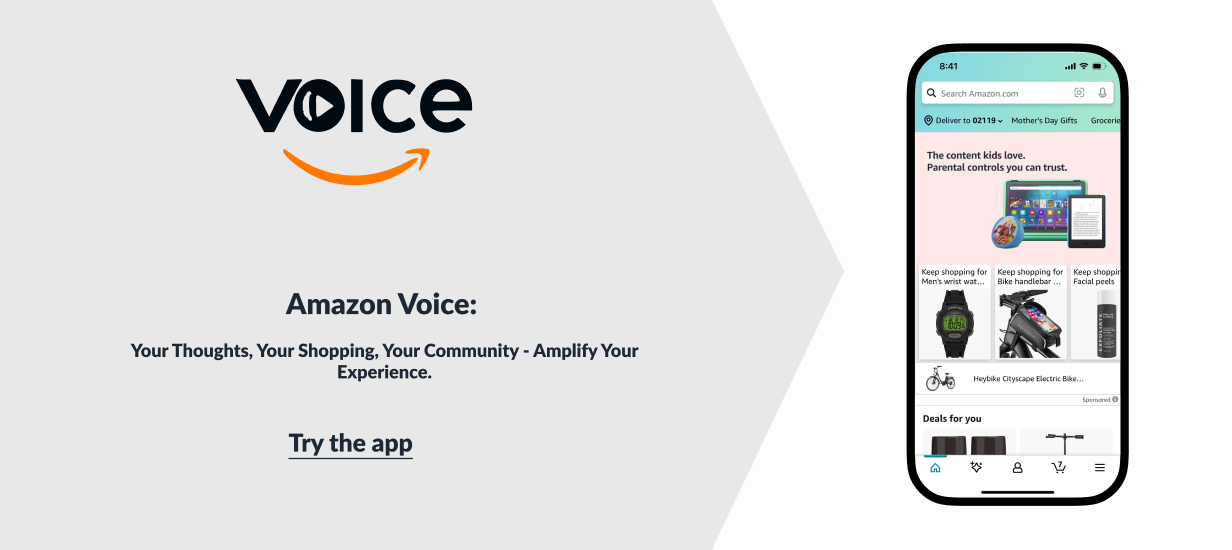 VOICE
Amazon Voice:
Your Thoughts, Your Shopping, Your Community - Amplify Your
Experience.
Try the app
8:41
Search Amazon.com
Deliver to 02119
Mother's Day Gifts
Grocerie
The content kids love.
Parental controls you can trust.
Keep shopping for
Men's wrist wat...
Keep shopping for
Bike handlebar ...
Keep shoppin
Facial peels
EXFOLIATE
Heybike Cityscape Electric Bike...
Sponsored
Deals for you
7